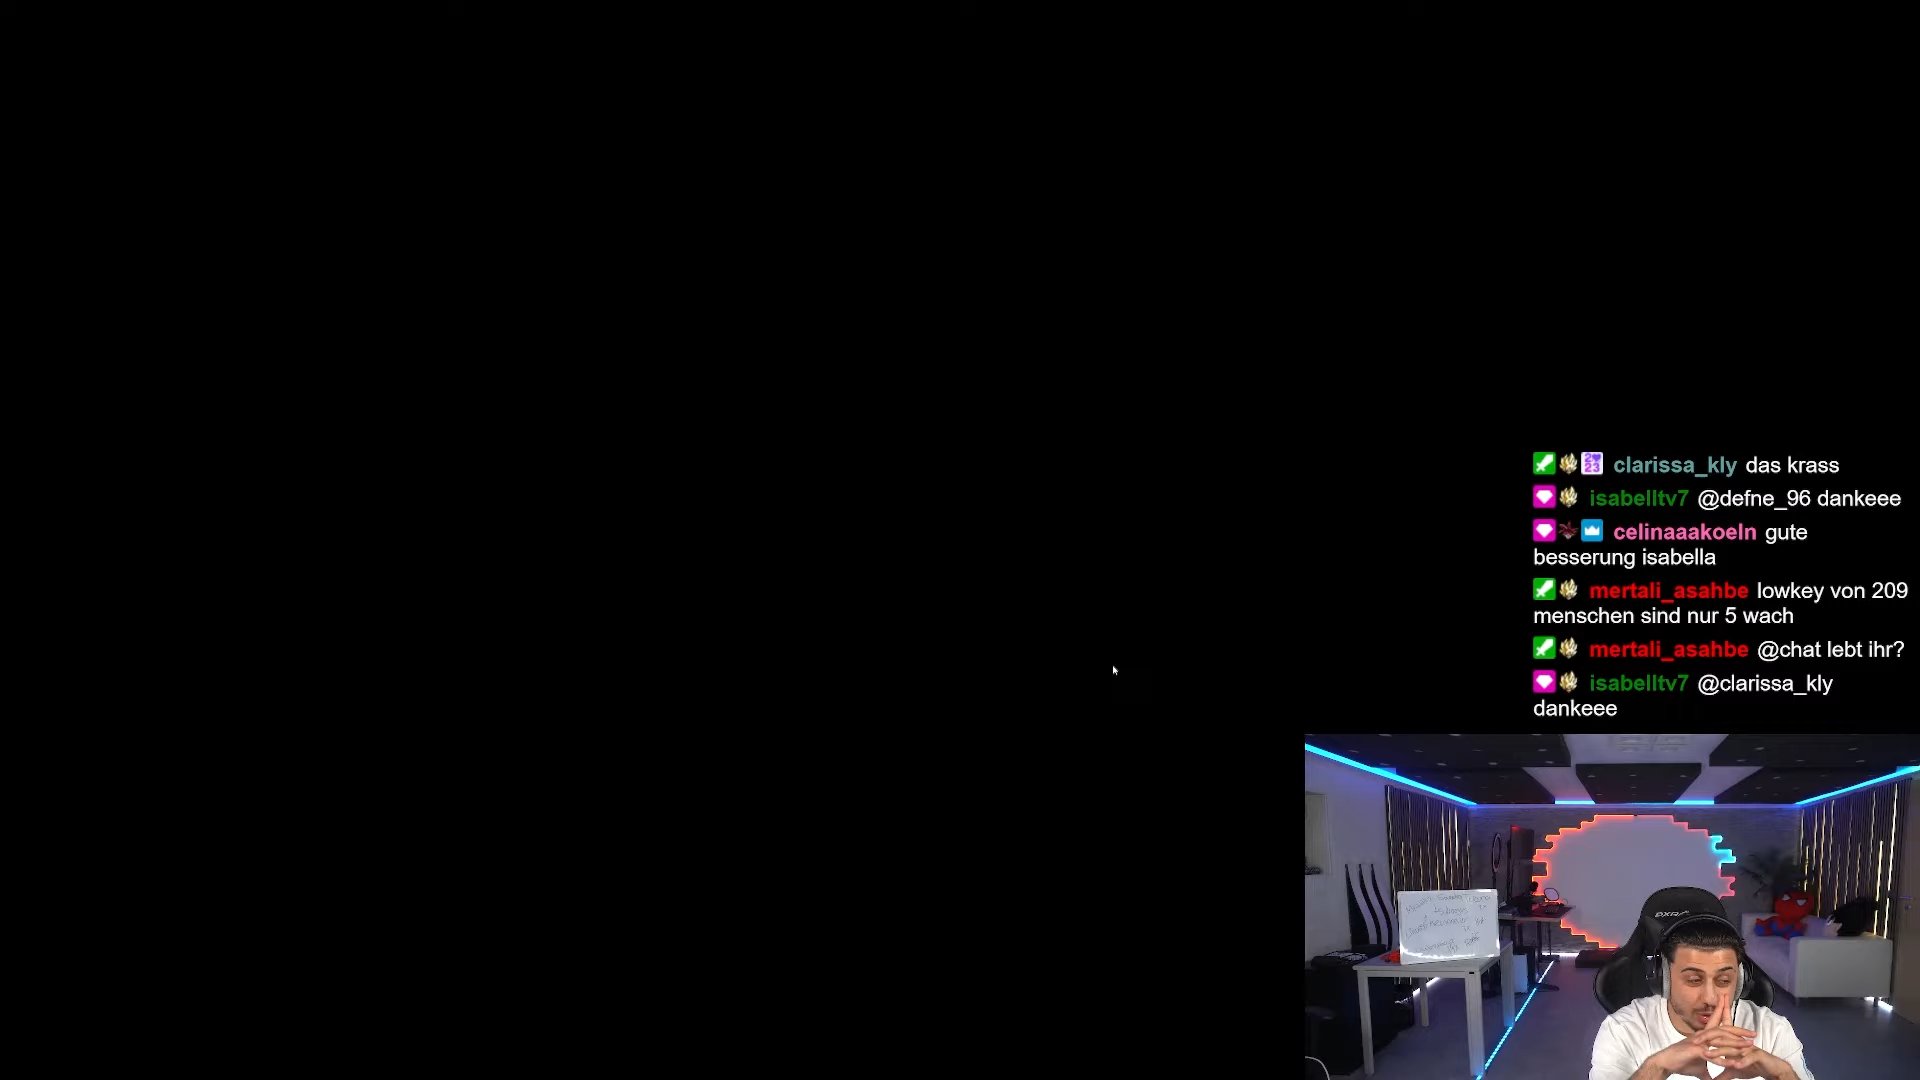 clarissa_kly das krass
isabelltv7 @defne_96 dankeee
celinaaakoeln gute
besserung isabella
mertali_asahbe lowkey von 209
menschen sind nur 5 wach
mertali_asahbe @chat lebt ihr?
isabelltv7 @clarissa_kly
dankeee